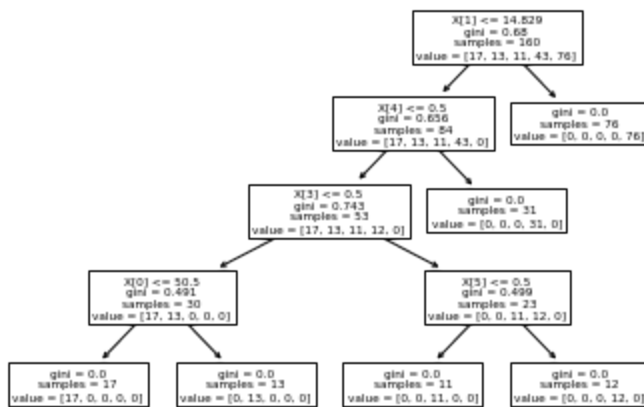 X[1] <= 14.829
gini = 0.68
samples = 160
value = [17, 13, 11, 43, 76]
X[4] <= 0.5
gini = 0.656
samples = 84
value = [17, 13, 11, 43, 0]
gini = 0.0
samples = 76
value = [0, 0, 0, 0, 76]
X[3] <= 0.5
gini = 0.743
samples = 53
value = [17, 13, 11, 12, 0]
gini = 0.0
samples = 31
value = [0, 0, 0, 31, 0]
X[0] <= 50.5
gini = 0.491
samples = 30
value = [17, 13, 0, 0, 0]
X[5] <= 0.5
gini = 0.499
samples = 23
value = [0, 0, 11, 12, 0]
gini = 0.0
samples = 17
value = [17, 0, 0, 0, 0]
gini = 0.0
samples = 13
value = [0, 13, 0, 0, 0]
gini = 0.0
samples = 11
value = [0, 0, 11, 0, 0]
gini = 0.0
samples = 12
value = [0, 0, 0, 12, 0]